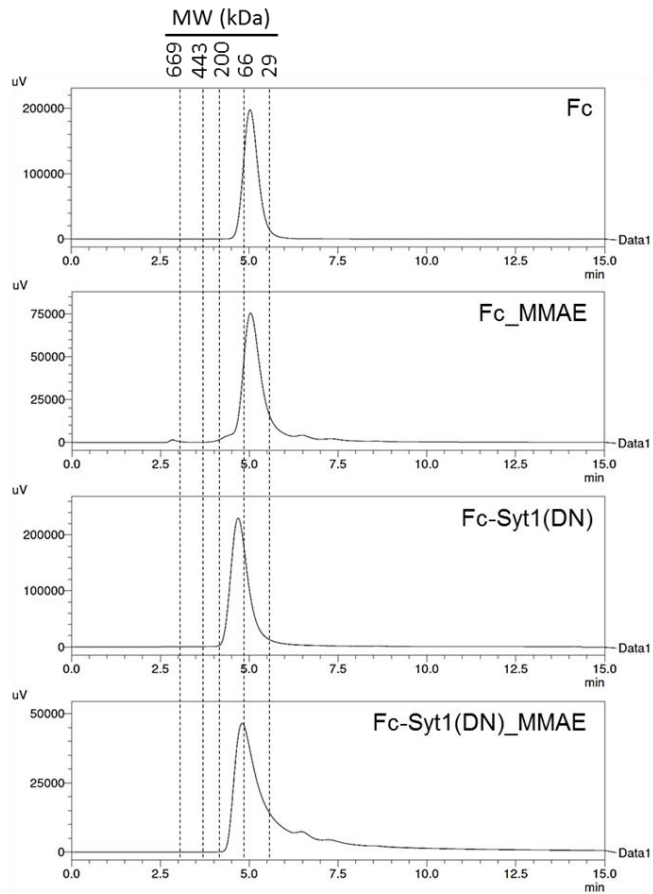 MW (kDa)
669 443 200 66 29
uV
Fc
200000
100000
0
Data1
0.0 2.5 5.0 7.5 10.0 12.5 15.0
min
uV
Fc_MMAE
75000
50000
25000
0
Data1
0.0 2.5 5.0 7.5 10.0 12.5 15.0
min
uV
Fc-Syt1(DN)
200000
100000
0
Data1
0.0 2.5 5.0 7.5 10.0 12.5 15.0
min
uV
Fc-Syt1(DN)_MMAE
50000
25000
0
Data1
0.0 2.5 5.0 7.5 10.0 12.5 15.0
min